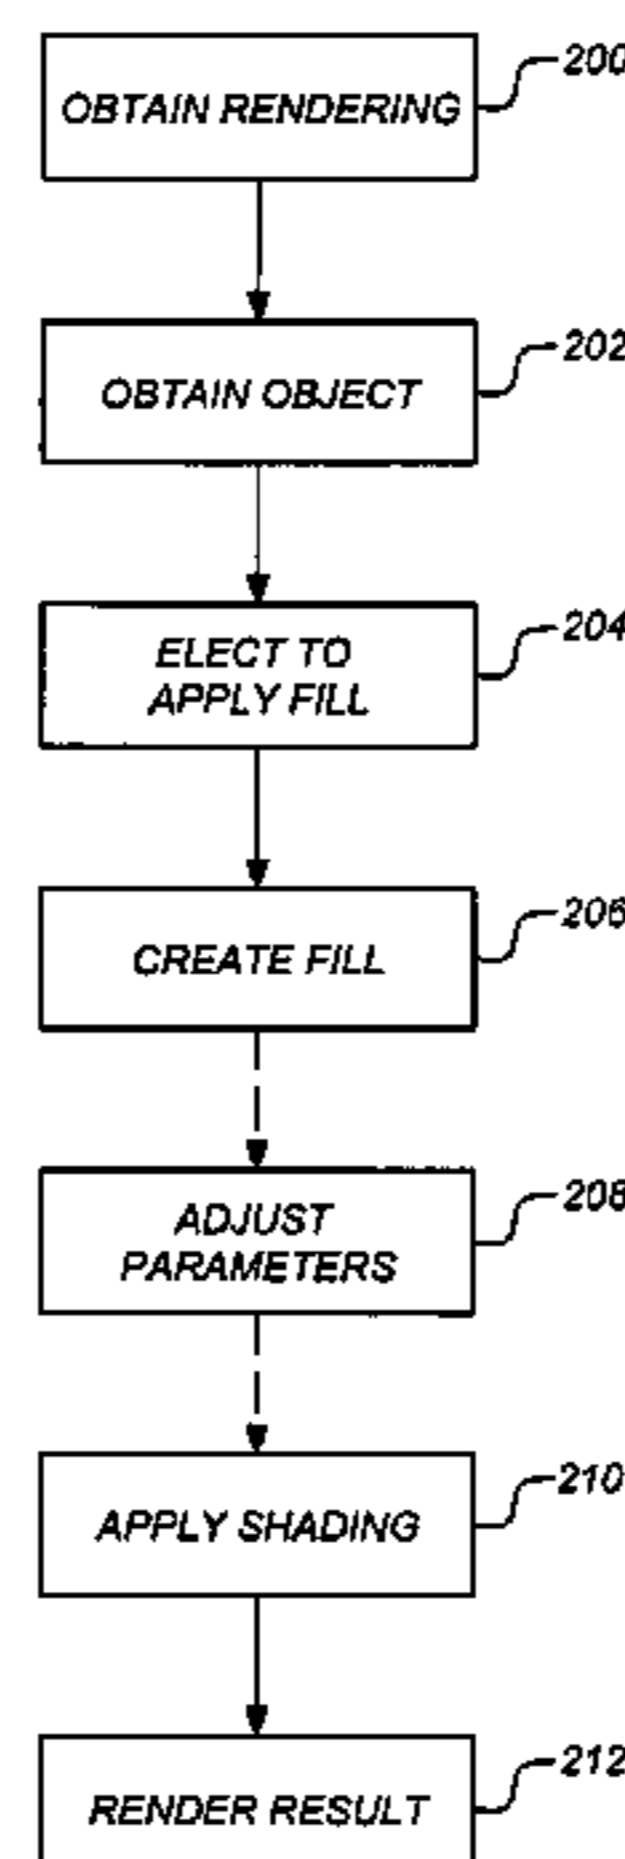 OBTAIN RENDERING
200
OBTAIN OBJECT
202
ELECT TO
APPLY FILL
204
CREATE FILL
206
ADJUST
PARAMETERS
208
APPLY SHADING
210
RENDER RESULT
212